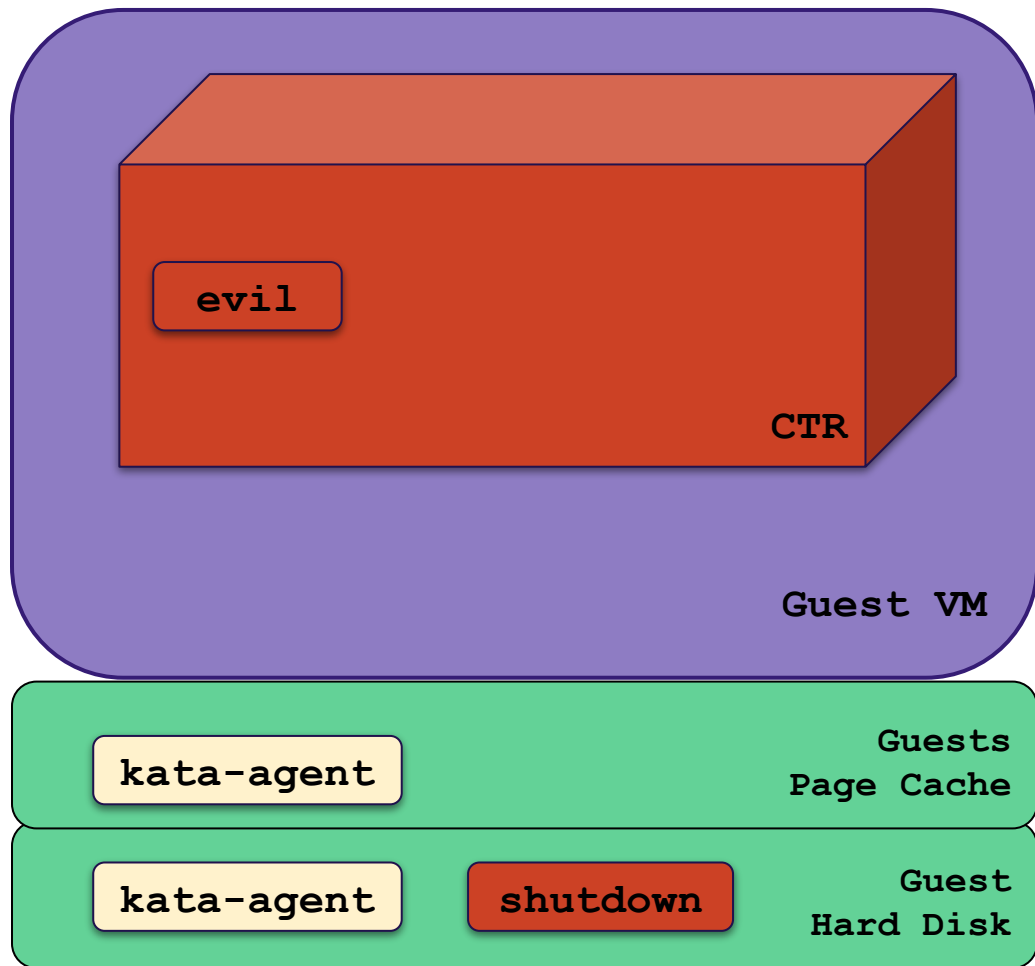 evil
CTR
Guest VM
kata-agent
Guests
Page Cache
kata-agent
shutdown
Guest
Hard Disk